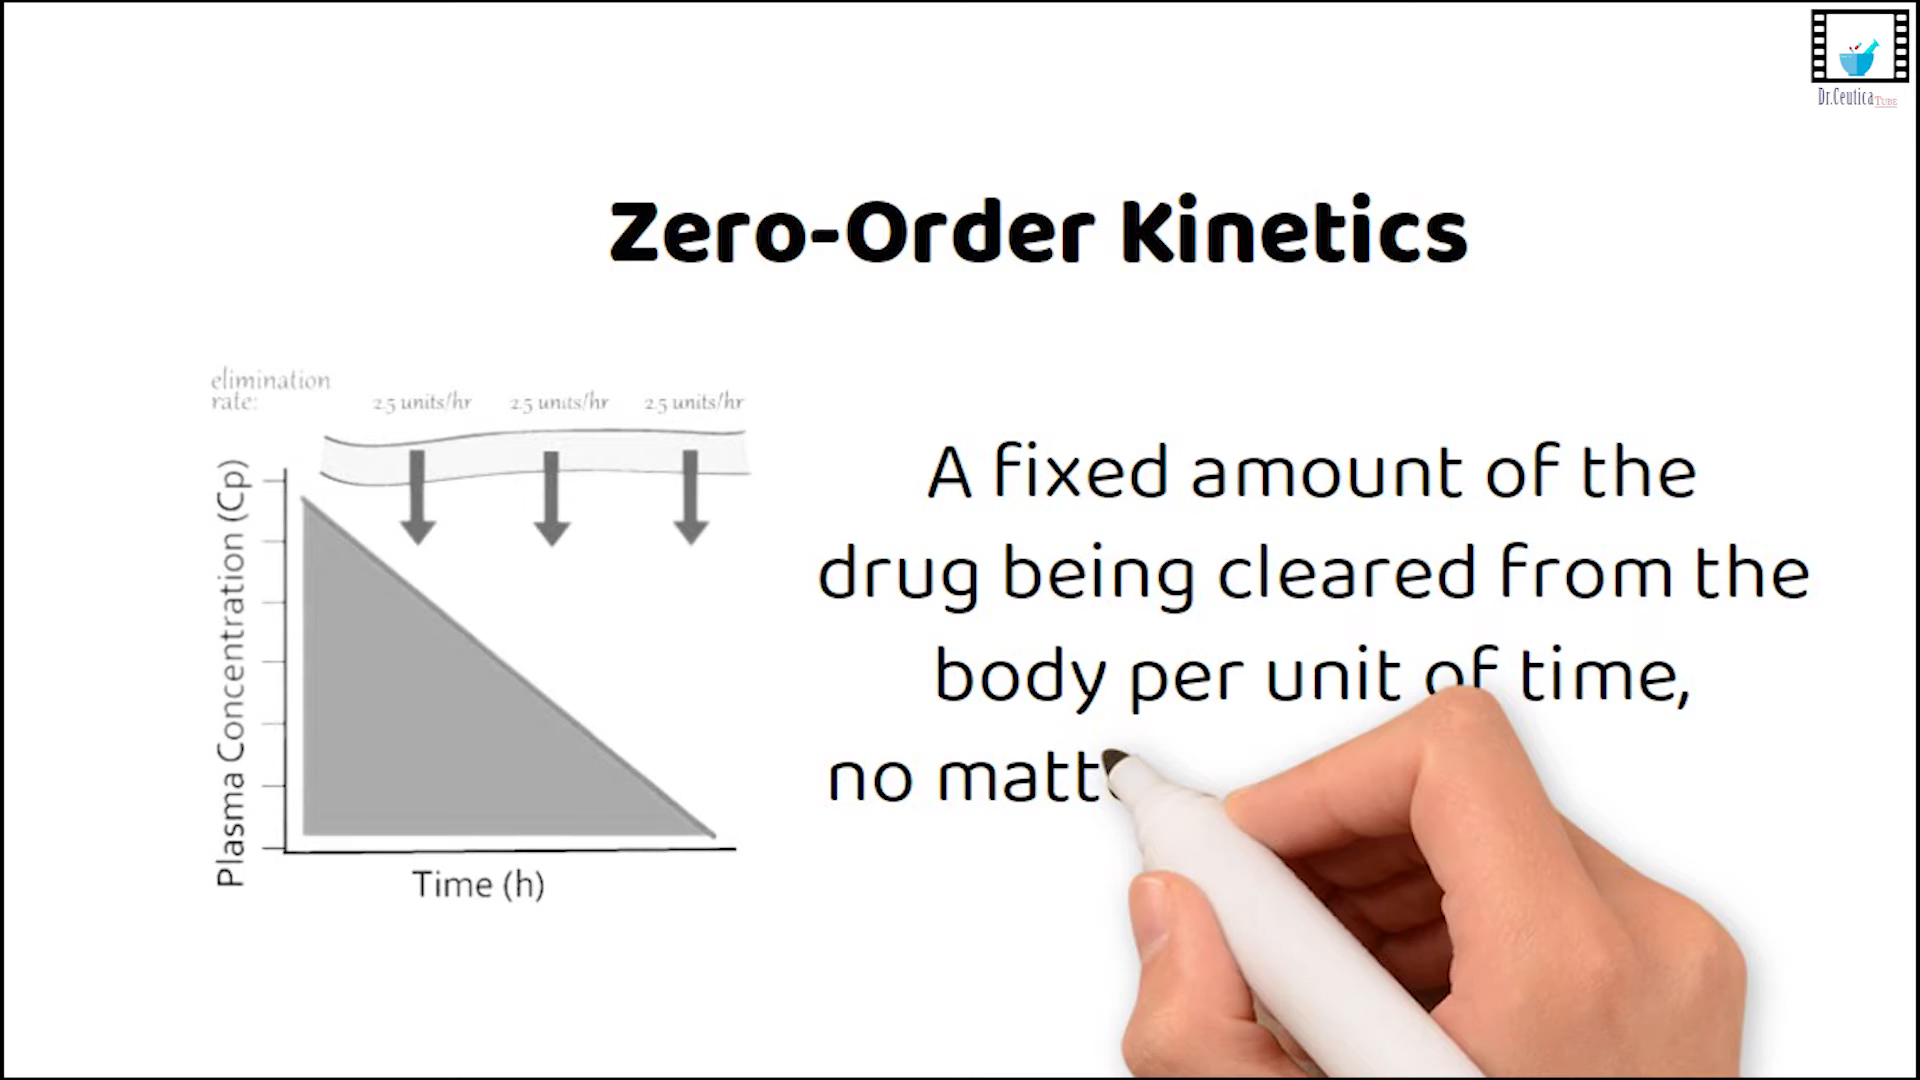 Dr.Ceutica TUBE
Zero-Order Kinetics
elimination
rate:
2.5 units/hr 2.5 units/hr 2.5 units/hr
Plasma Concentration (Cp)
Time (h)
A fixed amount of the
drug being cleared from the
body per unit of time,
no matt